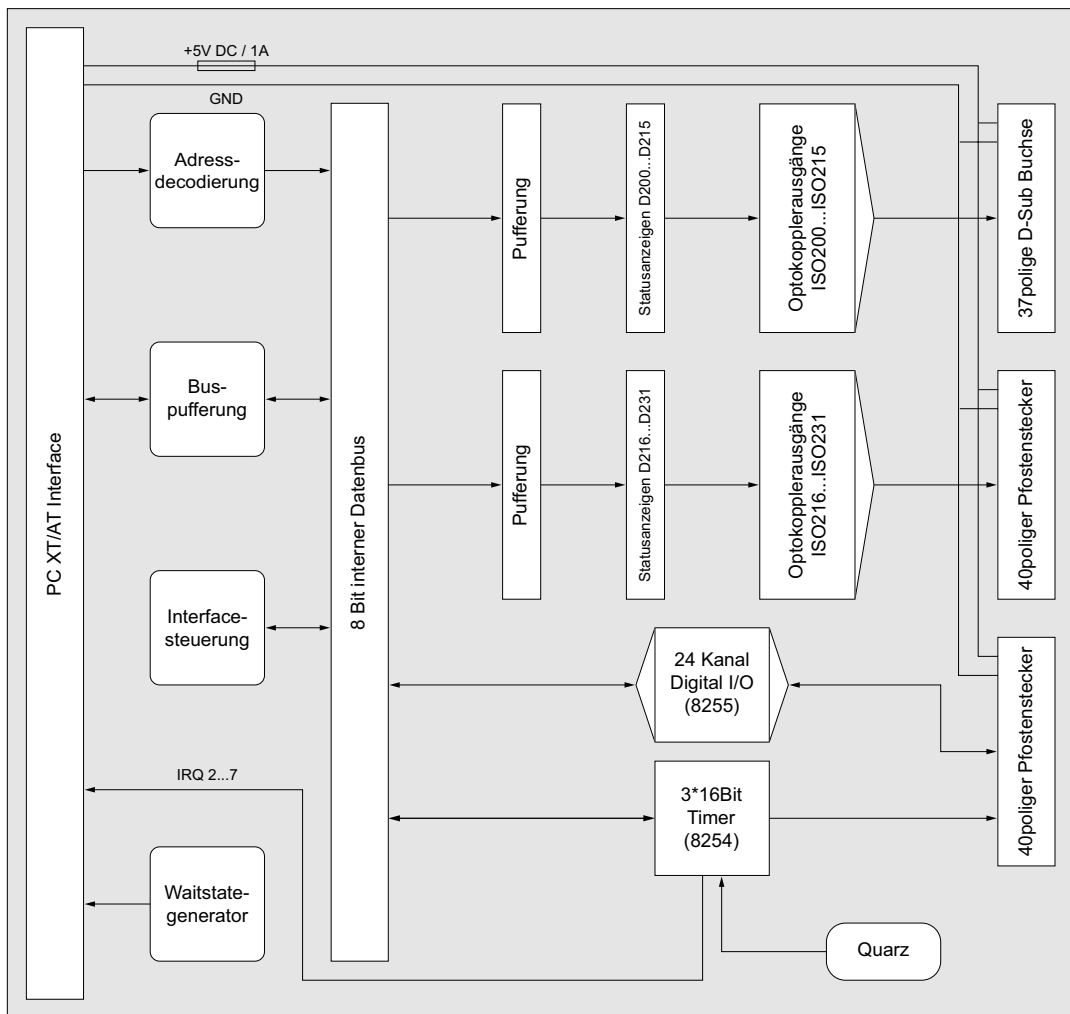 +5V DC / 1A
GND
PC XT/AT Interface
Adress-
decodierung
Bus-
pufferung
Interface-
steuerung
IRQ 2...7
Waitstate-
generator
8 Bit interner Datenbus
Pufferung
Statusanzeigen D200...D215
Optokopplerausgänge
ISO200...ISO215
37polige D-Sub Buchse
Pufferung
Statusanzeigen D216...D231
Optokopplerausgänge
ISO216...ISO231
40poliger Pfostenstecker
24 Kanal
Digital I/O
(8255)
3*16Bit
Timer
(8254)
40poliger Pfostenstecker
Quarz